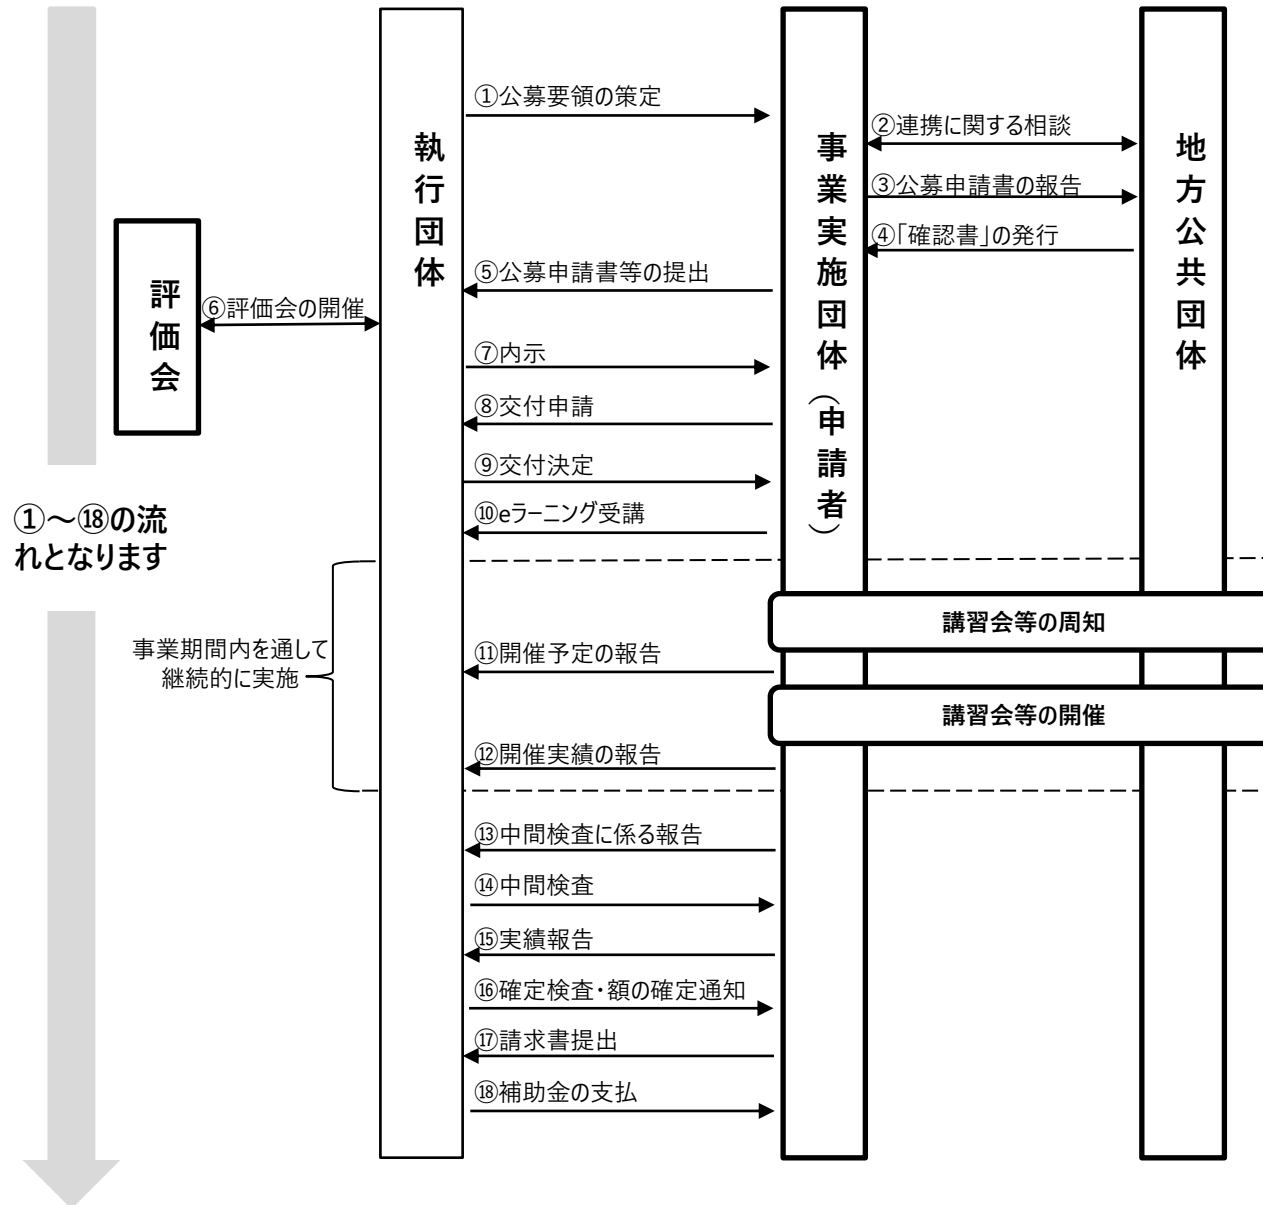 ①公募要領の策定
②連携に関する相談
③公募申請書の報告
④「確認書」の発行
執行団体
事業実施団体（申請者）
地方公共団体
評価会
⑤公募申請書等の提出
⑥評価会の開催
⑦内示
⑧交付申請
⑨交付決定
⑩eラーニング受講
①～⑱の流
れとなります
講習会等の周知
事業期間内を通して
継続的に実施
⑪開催予定の報告
講習会等の開催
⑫開催実績の報告
⑬中間検査に係る報告
⑭中間検査
⑮実績報告
⑯確定検査・額の確定通知
⑰請求書提出
⑱補助金の支払